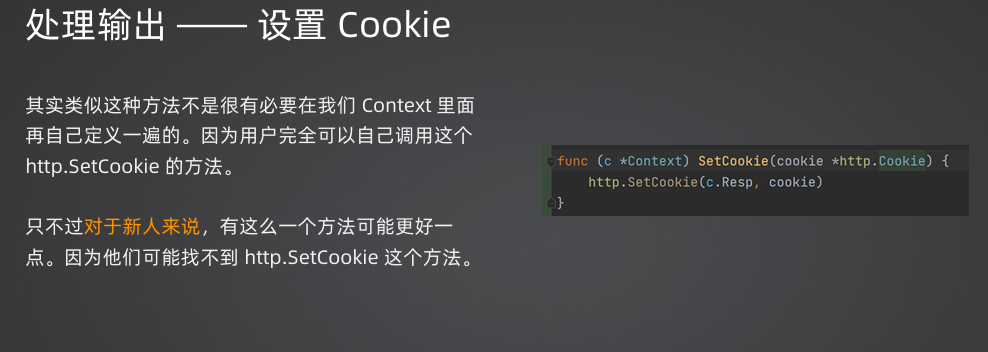 处理输出 —— 设置 Cookie
其实类似这种方法不是很有必要在我们 Context 里面
再自己定义一遍的。因为用户完全可以自己调用这个
http.SetCookie 的方法。
只不过对于新人来说，有这么一个方法可能更好一
点。因为他们可能找不到 http.SetCookie 这个方法。
func (c *Context) SetCookie(cookie *http.Cookie) {
    http.SetCookie(c.Resp, cookie)
}